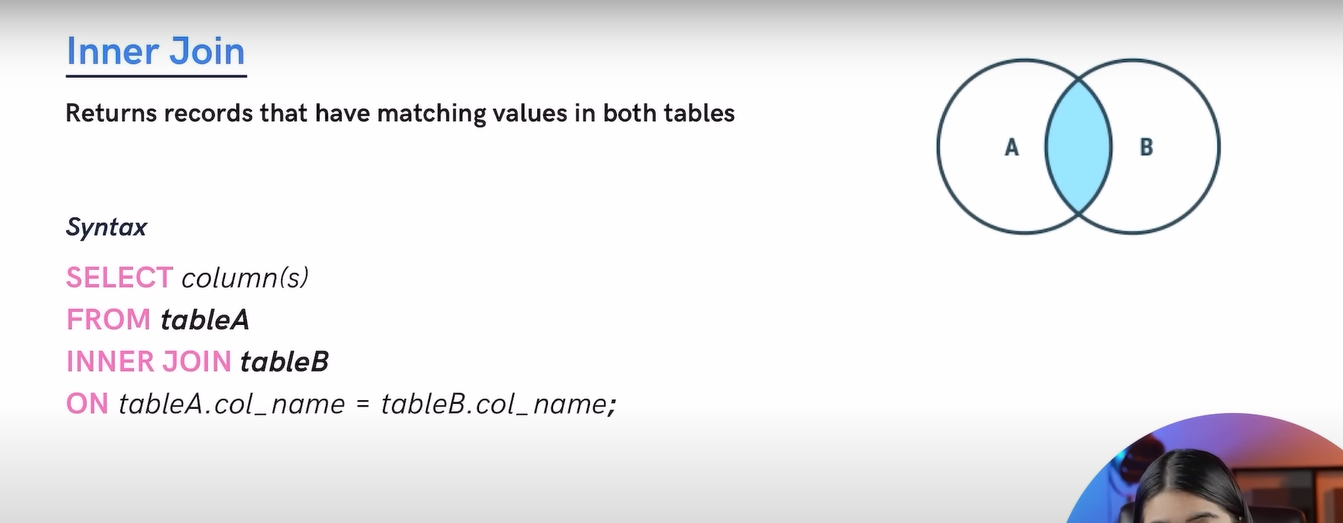 Inner Join
Returns records that have matching values in both tables
A
B
Syntax
SELECT column(s)
FROM tableA
INNER JOIN tableB
ON tableA.col_name = tableB.col_name;